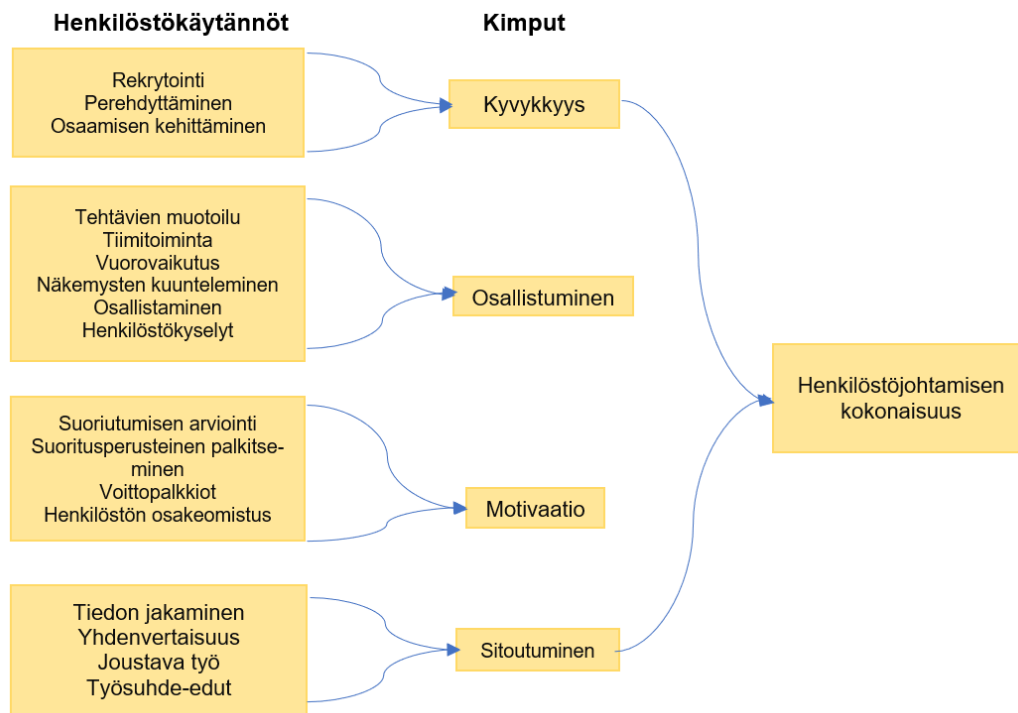 Henkilöstökäytännöt
Kimput
Rekrytointi
Perehdyttäminen
Osaamisen kehittäminen
Kyvykkyys
Tehtävien muotoilu
Tiimitoiminta
Vuorovaikutus
Näkemysten kuunteleminen
Osallistaminen
Henkilöstökyselyt
Osallistuminen
Suoriutumisen arviointi
Suoritusperusteinen palkitse-
minen
Voittopalkkiot
Henkilöstön osakeomistus
Motivaatio
Tiedon jakaminen
Yhdenvertaisuus
Joustava työ
Työsuhde-edut
Sitoutuminen
Henkilöstöjohtamisen
kokonaisuus